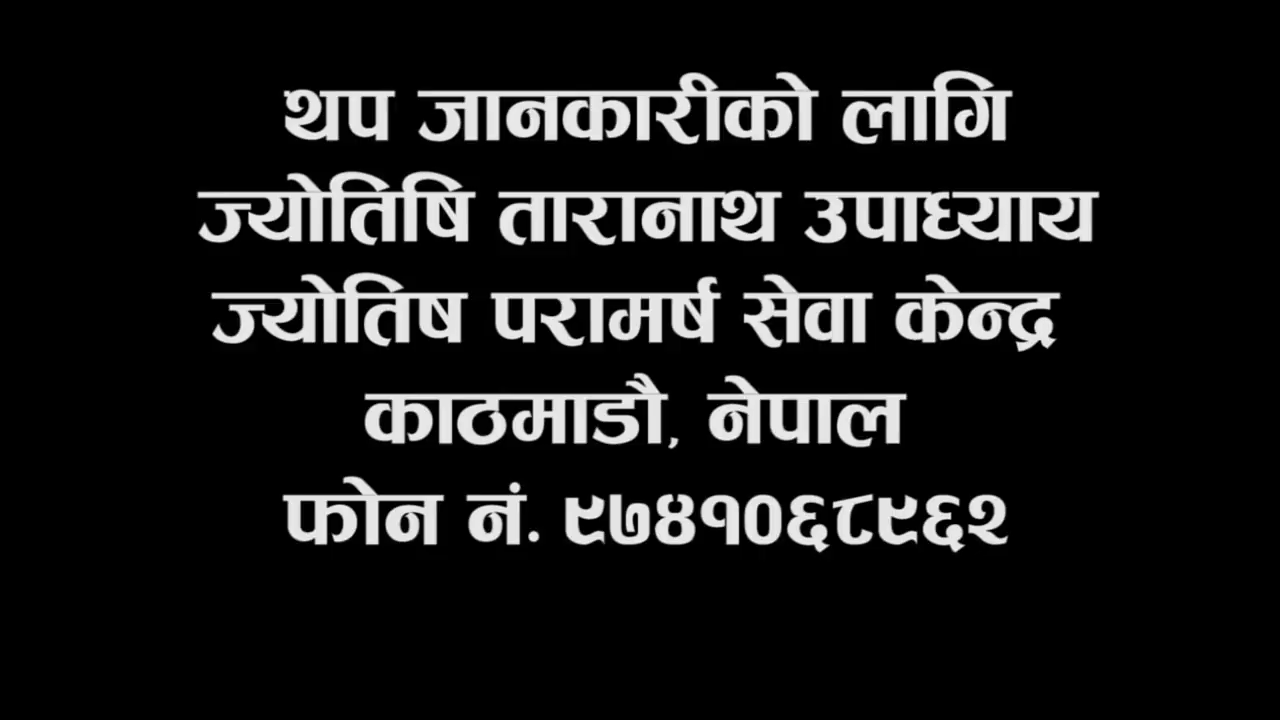 थप जानकारीको लागि
ज्योतिषि तारानाथ उपाध्याय
ज्योतिष परामर्ष सेवा केन्द्र
काठमाडौ, नेपाल
फोन नं. ९७४१०६८९६२